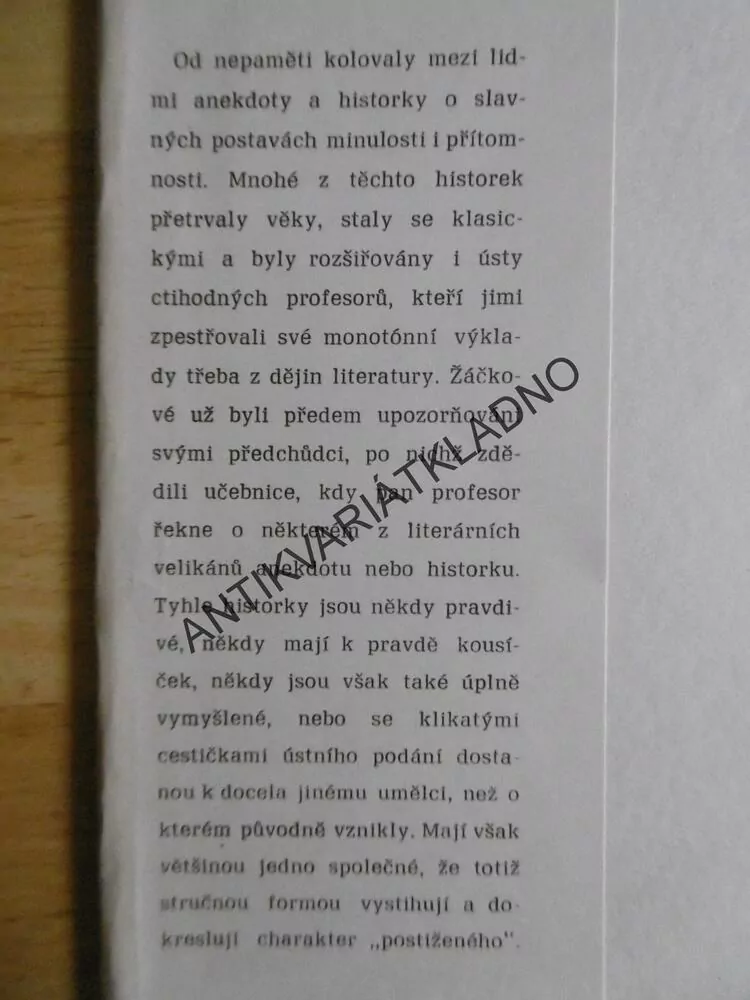 Od nepaměti kolovaly mezi lid-
mi anekdoty a historky o slav-
ných postavách minulosti i přítom-
nosti. Mnohé z těchto historek
přetrvaly věky, staly se klasic-
kými a byly rozšiřovány i ústy
ctihodných profesorů, kteří jimi
zpestřovali své monotónní výkla-
dy třeba z dějin literatury. Žáčko-
vé už byli předem upozorňováni
svými předchůdci, po nichž zdě-
dili učebnice, kdy pan profesor
řekne o některém z literárních
velikánů anekdotu nebo historku.
Tyhle historky jsou někdy pravdi-
vé, někdy mají k pravdě kousí-
ček, někdy jsou však také úplně
vymyšlené, nebo se klikatými
cestičkami ústního podání dosta-
nou k docela jinému umělci, než o
kterém původně vznikly. Mají však
většinou jedno společné, že totiž
stručnou formou vystihují a do-
kreslují charakter „postiženého".
ANTIKVARIÁTKLADNO